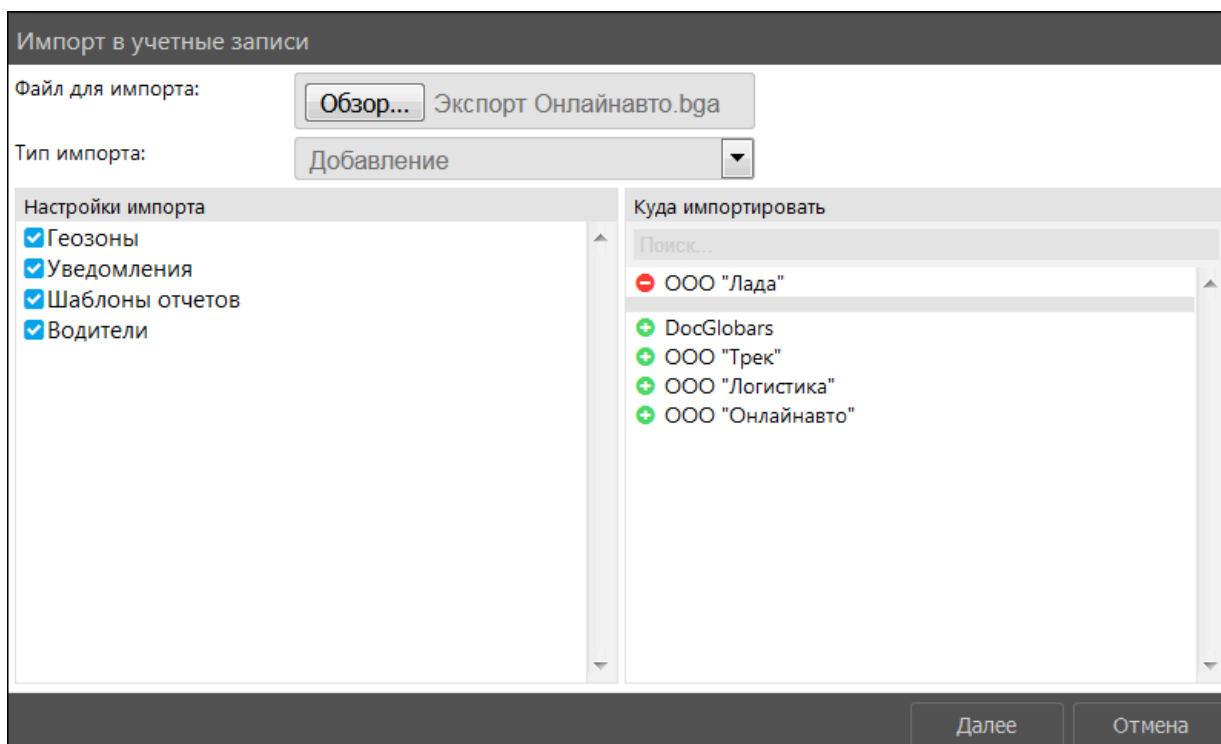 Импорт в учетные записи
Файл для импорта:
Обзор... Экспорт Онлайнавто.bga
Тип импорта:
Добавление
Настройки импорта
Геозоны
Уведомления
Шаблоны отчетов
Водители
Куда импортировать
Поиск...
ООО "Лада"
DocGlobars
ООО "Трек"
ООО "Логистика"
ООО "Онлайнавто"
Далее
Отмена